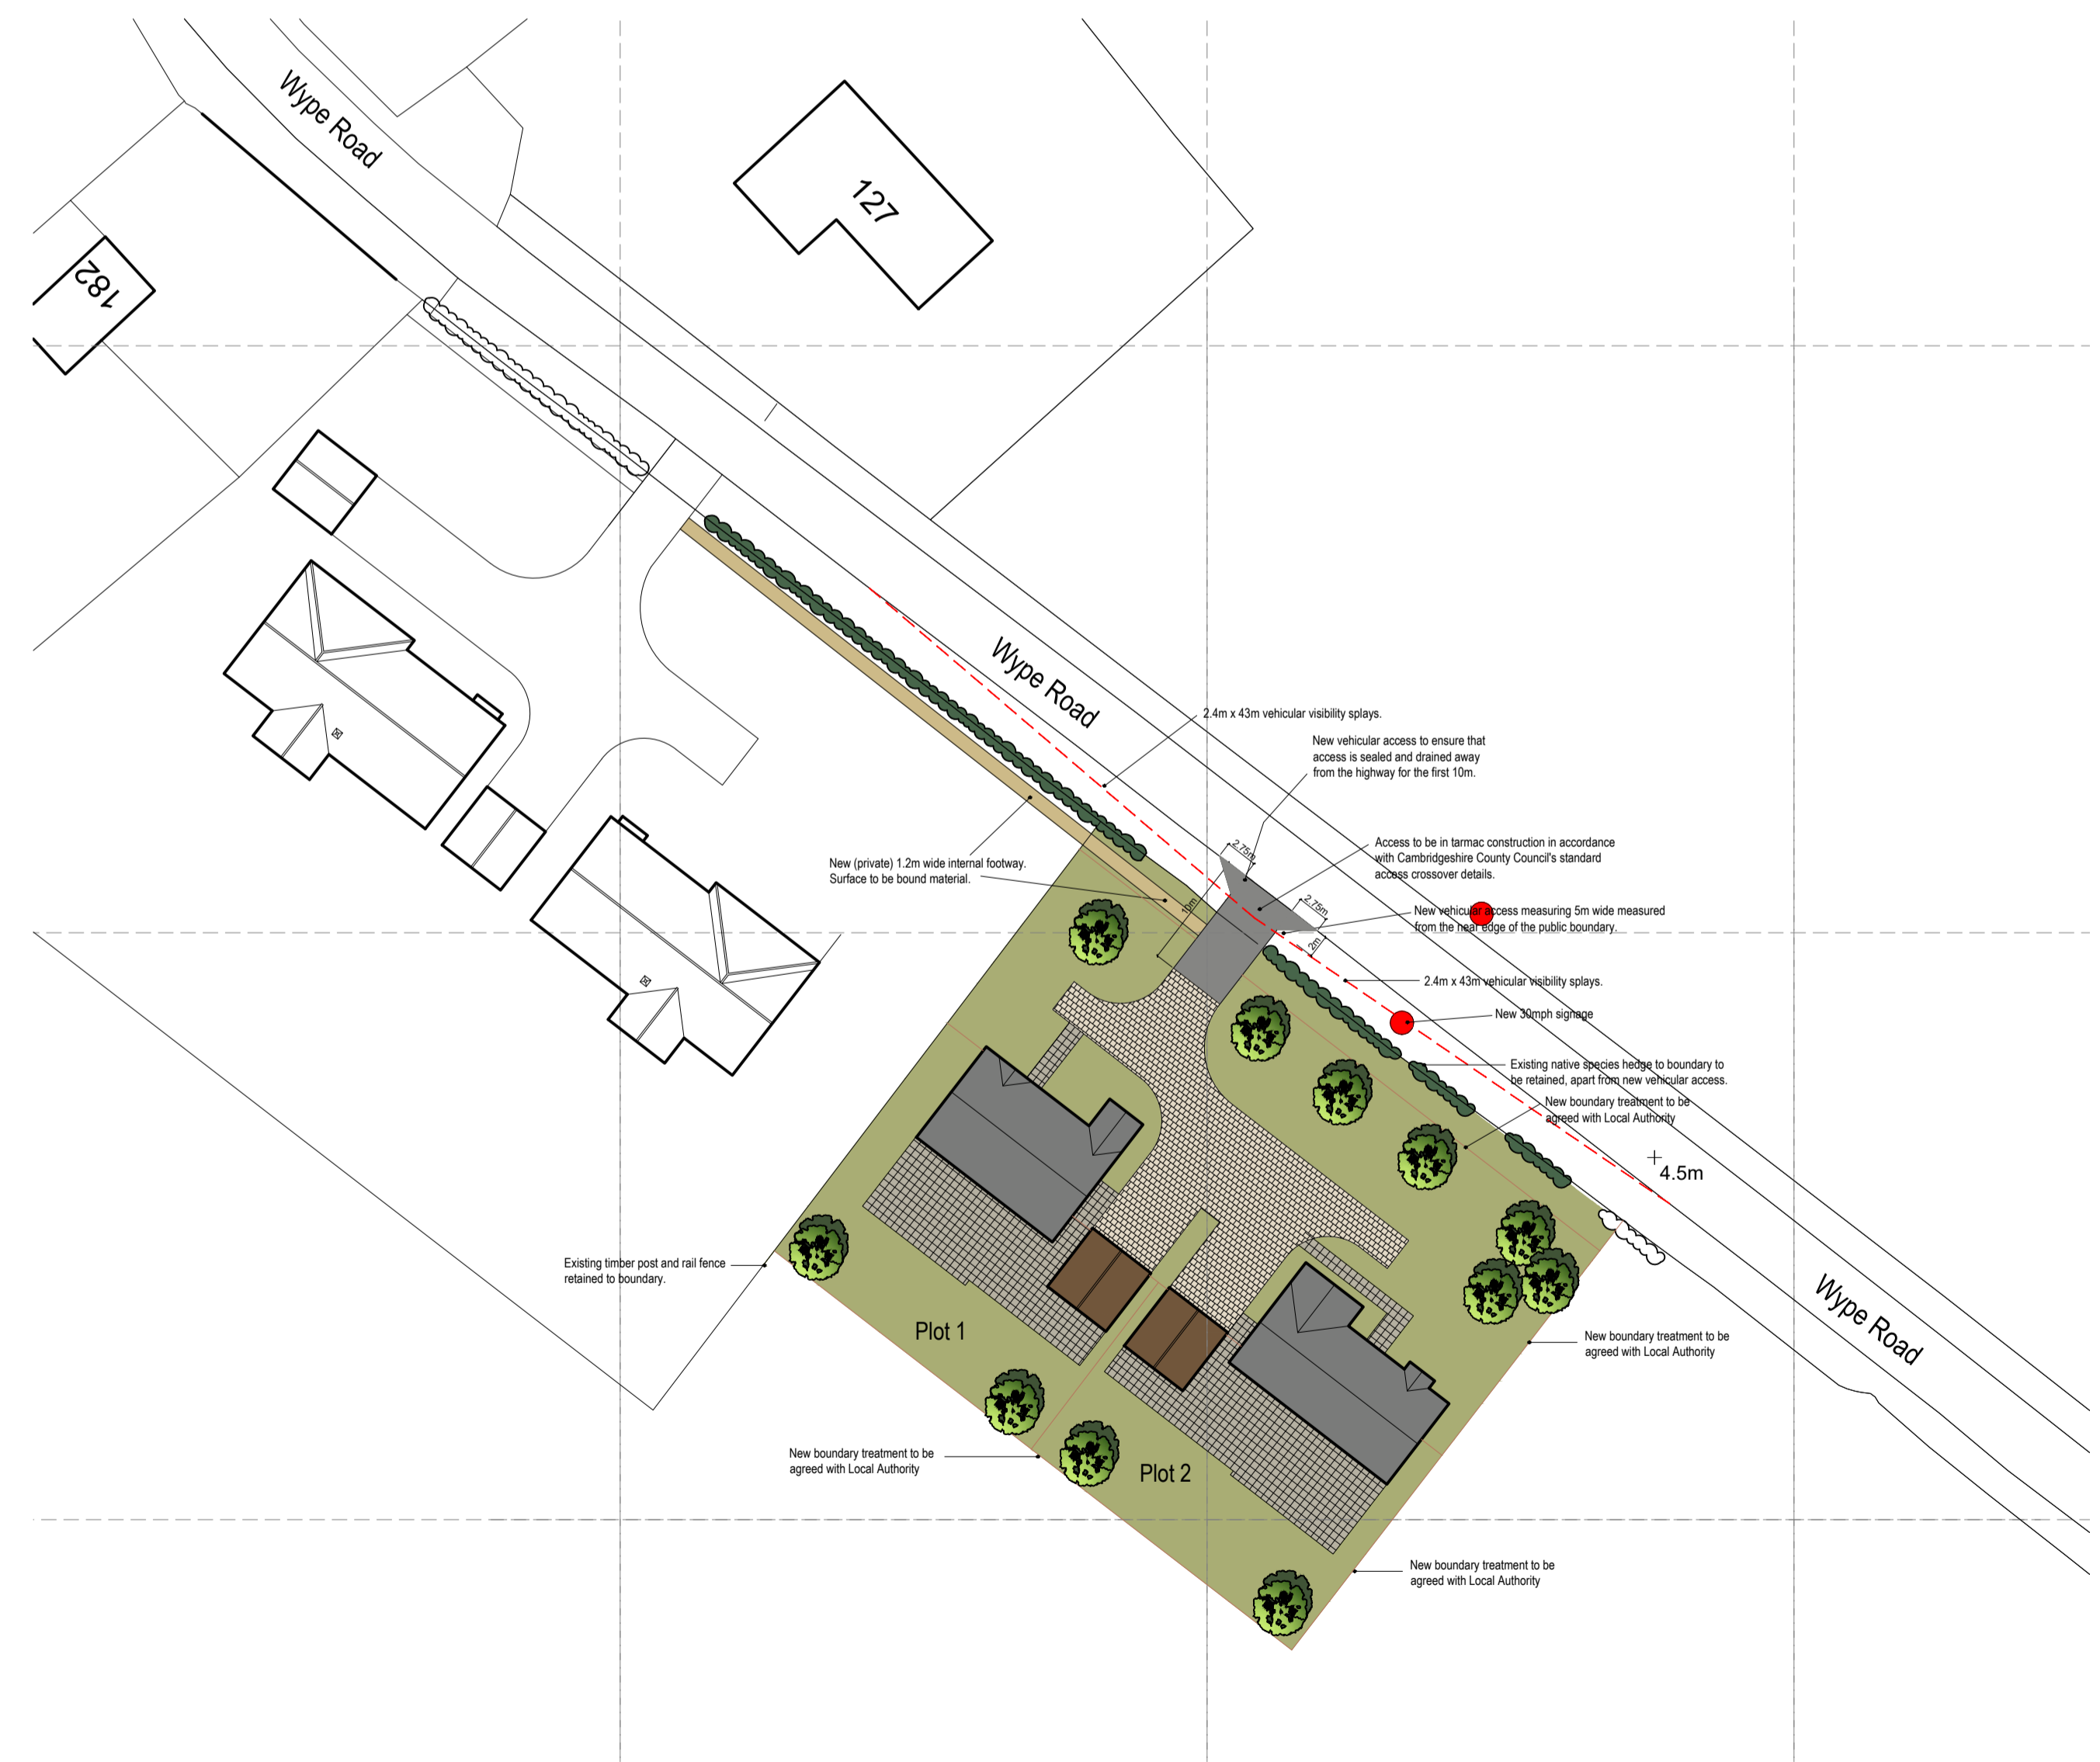 Wype Road
127
182
Wype Road
2.4m x 43m vehicular visibility splays.
New vehicular access to ensure that
access is sealed and drained away
from the highway for the first 10m.
2.75m
Access to be in tarmac construction in accordance
with Cambridgeshire County Council's standard
access crossover details.
New (private) 1.2m wide internal footway.
Surface to be bound material.
10m
2.75m
New vehicular access measuring 5m wide measured
from the near edge of the public boundary.
2m
2.4m x 43m vehicular visibility splays.
New 30mph signage
Existing native species hedge to boundary to
be retained, apart from new vehicular access.
New boundary treatment to be
agreed with Local Authority
4.5m
Wype Road
Existing timber post and rail fence
retained to boundary.
Plot 1
New boundary treatment to be
agreed with Local Authority
New boundary treatment to be
agreed with Local Authority
Plot 2
New boundary treatment to be
agreed with Local Authority